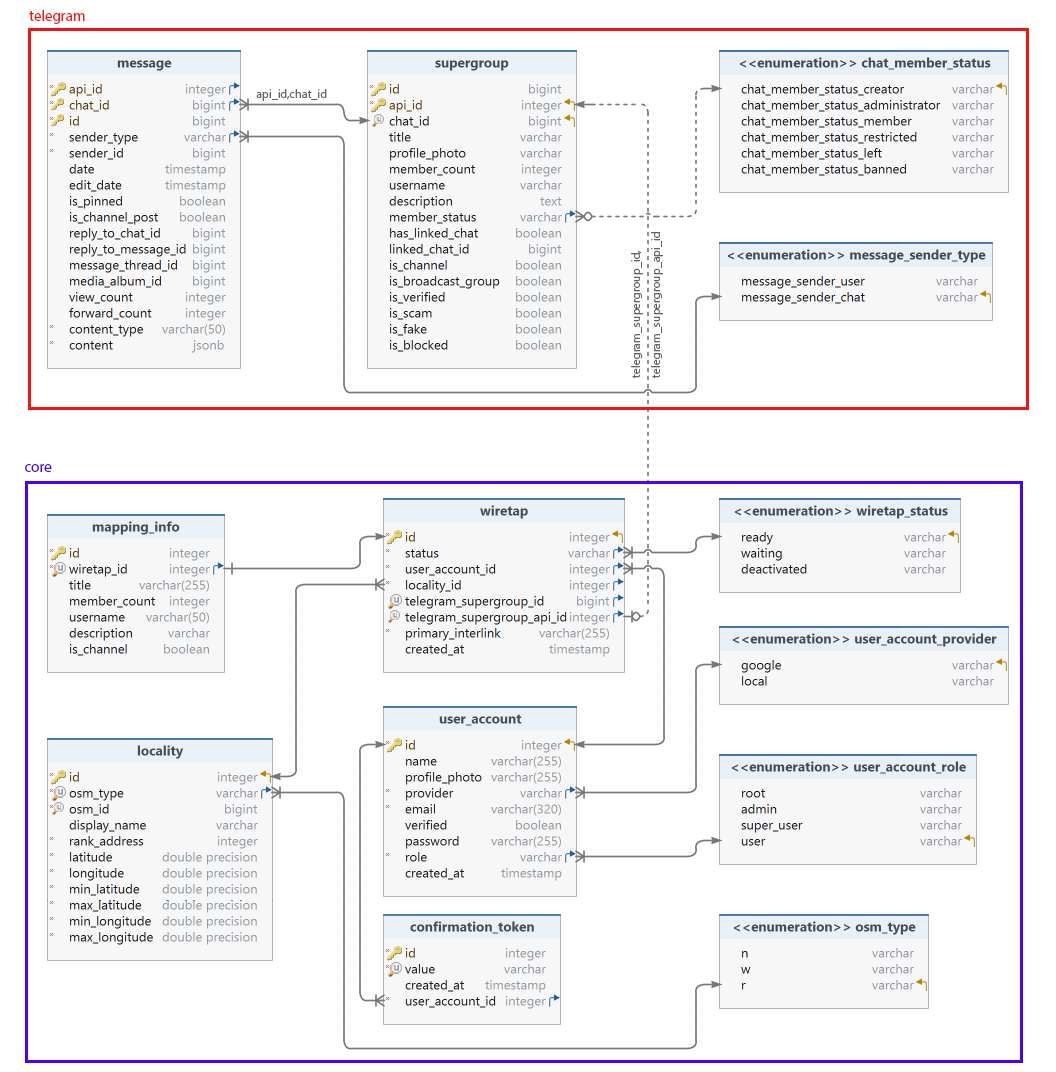 telegram
message
api_id integer
chat_id bigint
id bigint
sender_type varchar
sender_id bigint
date timestamp
edit_date timestamp
is_pinned boolean
is_channel_post boolean
reply_to_chat_id bigint
reply_to_message_id bigint
message_thread_id bigint
media_album_id bigint
view_count integer
forward_count integer
content_type varchar(50)
content jsonb
api_id,chat_id
supergroup
id bigint
api_id integer
chat_id bigint
title varchar
profile_photo varchar
member_count integer
username varchar
description text
member_status varchar
has_linked_chat boolean
linked_chat_id bigint
is_channel boolean
is_broadcast_group boolean
is_verified boolean
is_scam boolean
is_fake boolean
is_blocked boolean
telegram_supergroup_id,
telegram_supergroup_api_id
<<enumeration>> chat_member_status
chat_member_status_creator varchar
chat_member_status_administrator varchar
chat_member_status_member varchar
chat_member_status_restricted varchar
chat_member_status_left varchar
chat_member_status_banned varchar
<<enumeration>> message_sender_type
message_sender_user varchar
message_sender_chat varchar
core
mapping_info
id integer
wiretap_id integer
title varchar(255)
member_count integer
username varchar(50)
description varchar
is_channel boolean
wiretap
id integer
status varchar
user_account_id integer
locality_id integer
telegram_supergroup_id bigint
telegram_supergroup_api_id integer
primary_interlink varchar(255)
created_at timestamp
<<enumeration>> wiretap_status
ready varchar
waiting varchar
deactivated varchar
<<enumeration>> user_account_provider
google varchar
local varchar
locality
id integer
osm_type varchar
osm_id bigint
display_name varchar
rank_address integer
latitude double precision
longitude double precision
min_latitude double precision
max_latitude double precision
min_longitude double precision
max_longitude double precision
user_account
id integer
name varchar(255)
profile_photo varchar(255)
provider varchar
email varchar(320)
verified boolean
password varchar(255)
role varchar
created_at timestamp
<<enumeration>> user_account_role
root varchar
admin varchar
super_user varchar
user varchar
confirmation_token
id integer
value varchar
created_at timestamp
user_account_id integer
<<enumeration>> osm_type
n varchar
w varchar
r varchar